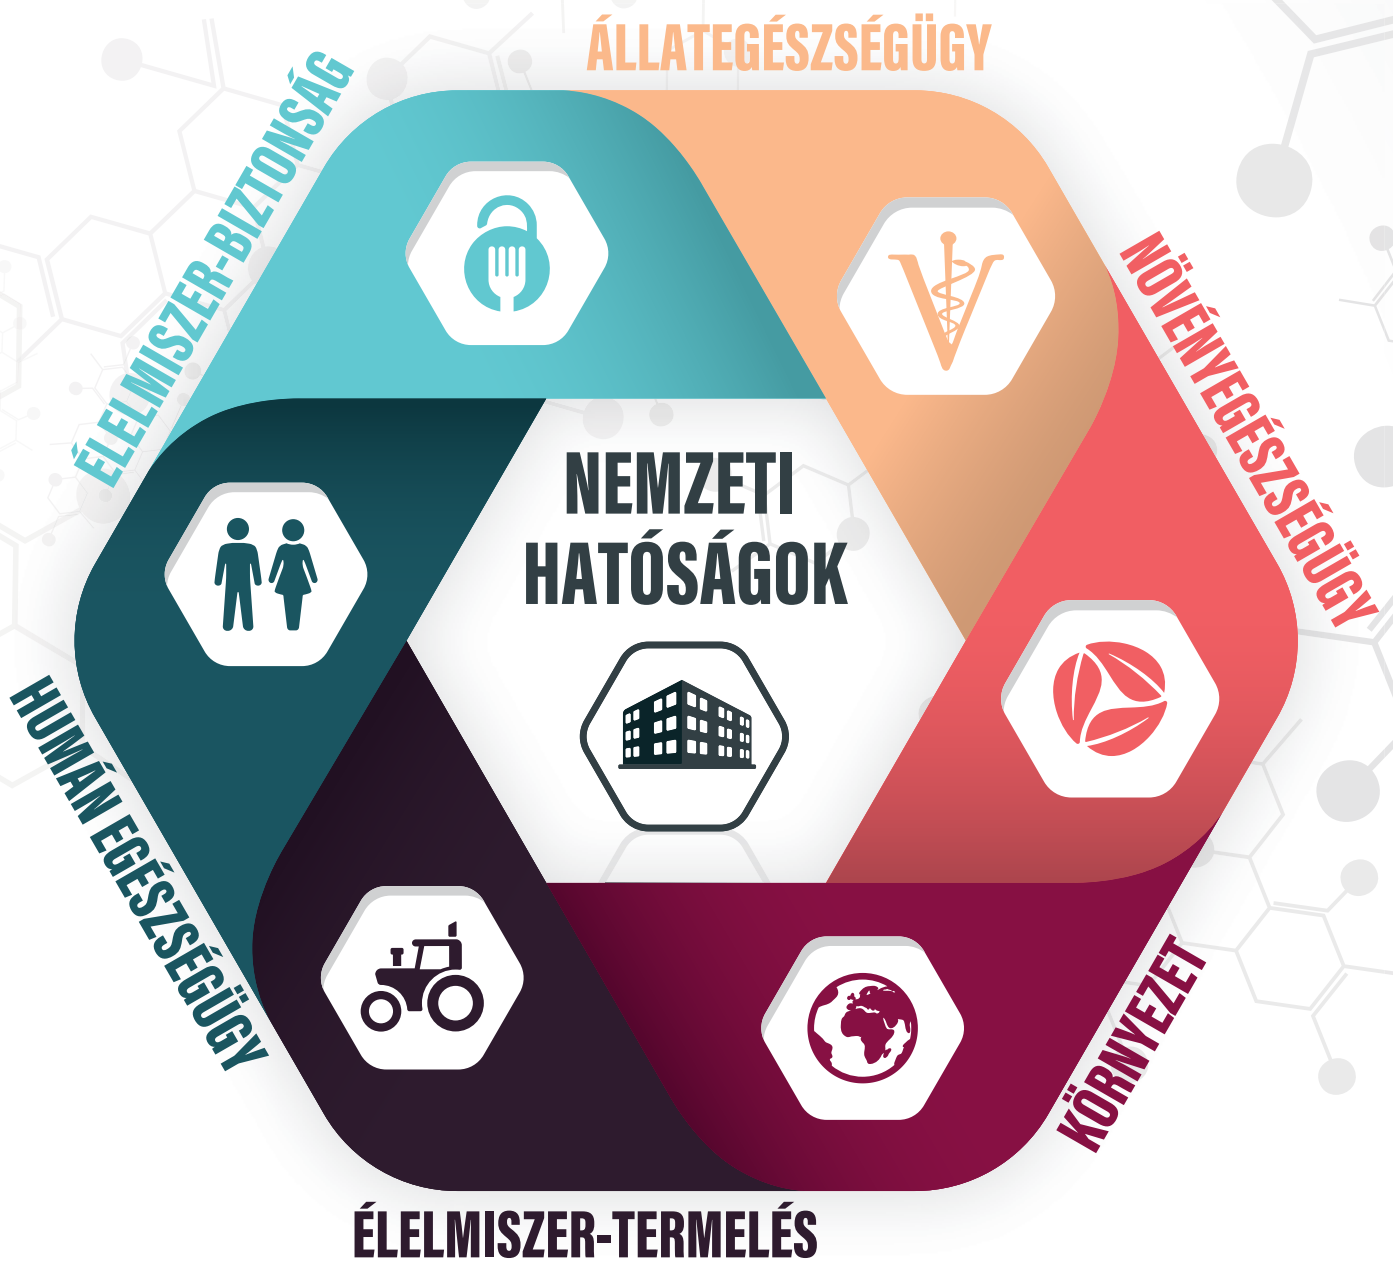 ÁLLATEGÉSZSÉGÜGY
ÉLELMISZER-BIZTONSÁG
NÖVÉNYEGÉSZSÉGÜGY
NEMZETI
HATÓSÁGOK
HUMÁN EGÉSZSÉGÜGY
KÖRNYEZET
ÉLELMISZER-TERMELÉS